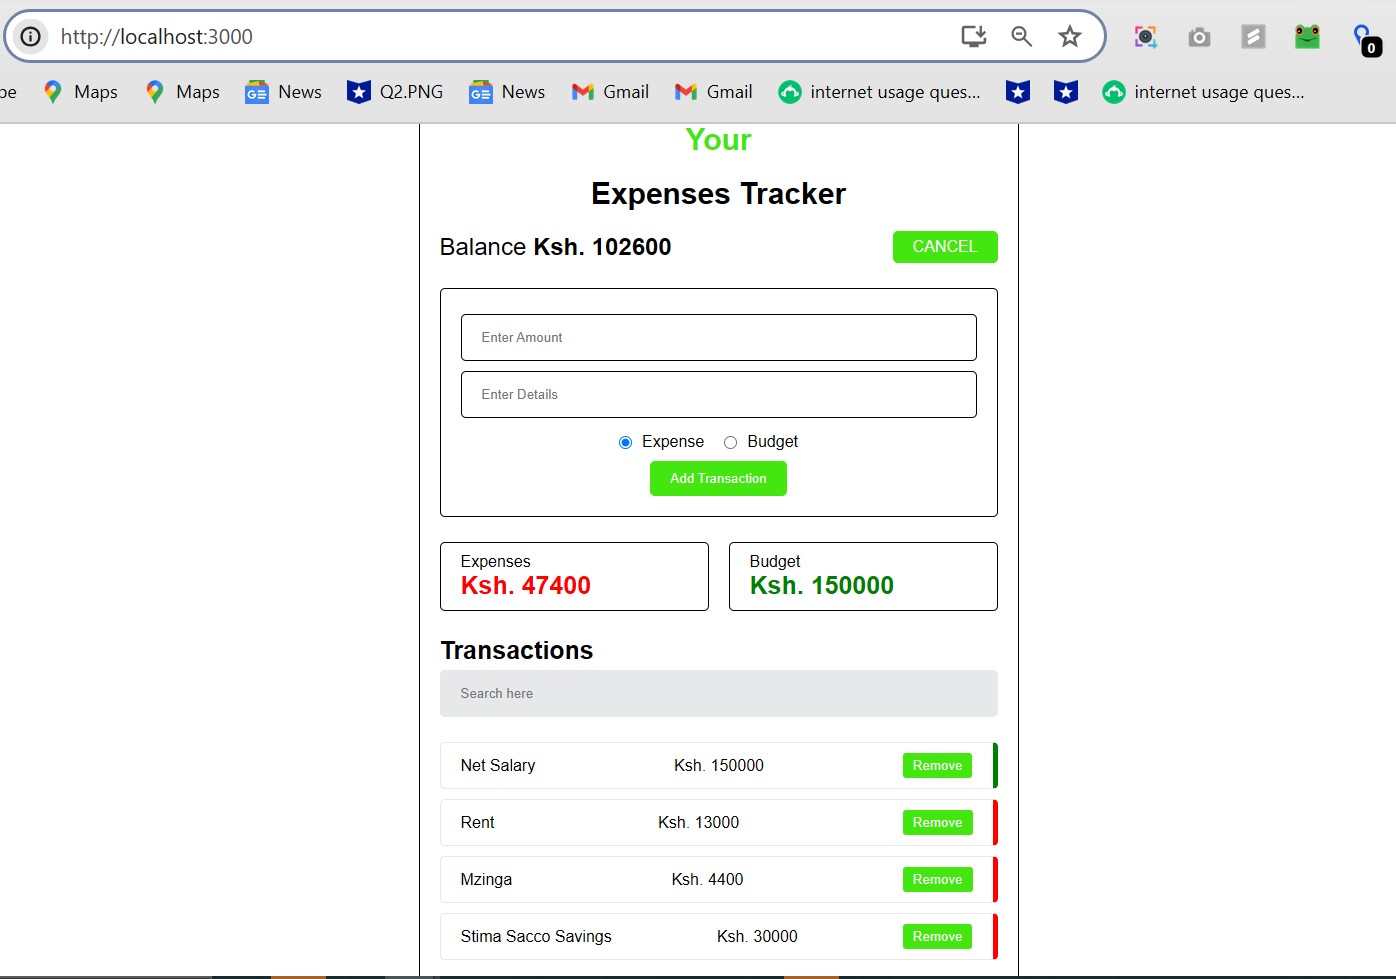 http://localhost:3000
0
pe Maps Maps News Q2.PNG News Gmail Gmail internet usage ques... internet usage ques...
Your
Expenses Tracker
Balance Ksh. 102600 CANCEL
Enter Amount
Enter Details
Expense Budget
Add Transaction
Expenses Budget
Ksh. 47400 Ksh. 150000
Transactions
Search here
Net Salary Ksh. 150000 Remove
Rent Ksh. 13000 Remove
Mzinga Ksh. 4400 Remove
Stima Sacco Savings Ksh. 30000 Remove